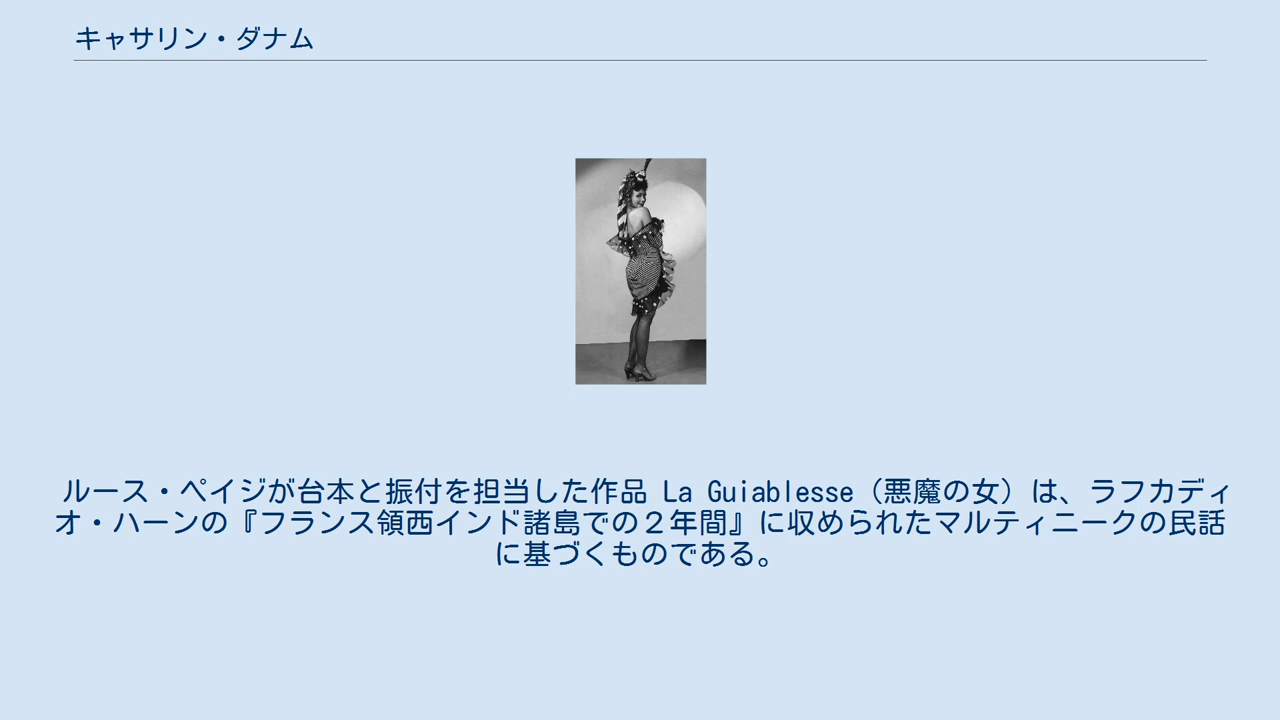 キャサリン・ダナム
ルース・ペイジが台本と振付を担当した作品 La Guiablesse（悪魔の女）は、ラフカディ
オ・ハーンの『フランス領西インド諸島での２年間』に収められたマルティニークの民話
に基づくものである。